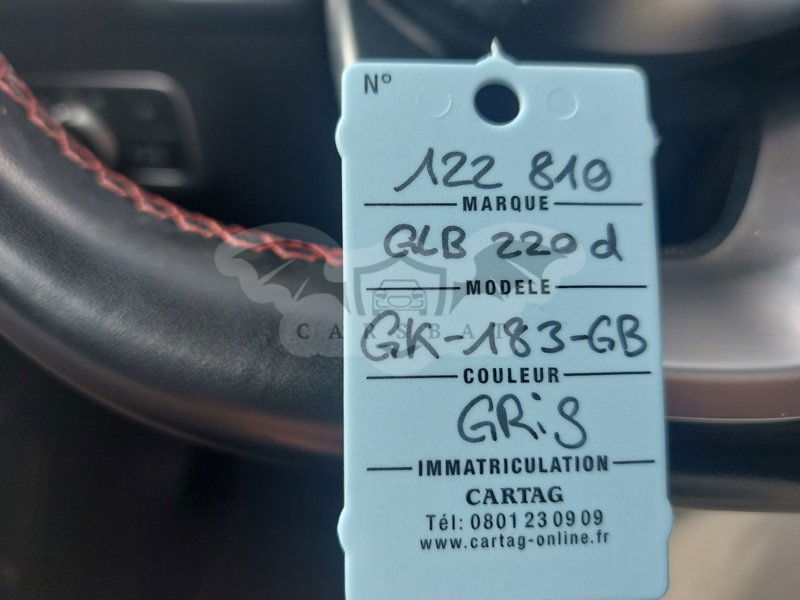 N°
122 810
MARQUE
GLB 220 d
MODELE
CARSBAT
GK-183-GB
COULEUR
GRiS
IMMATRICULATION
CARTAG
Tél: 0801 23 09 09
www.cartag-online.fr